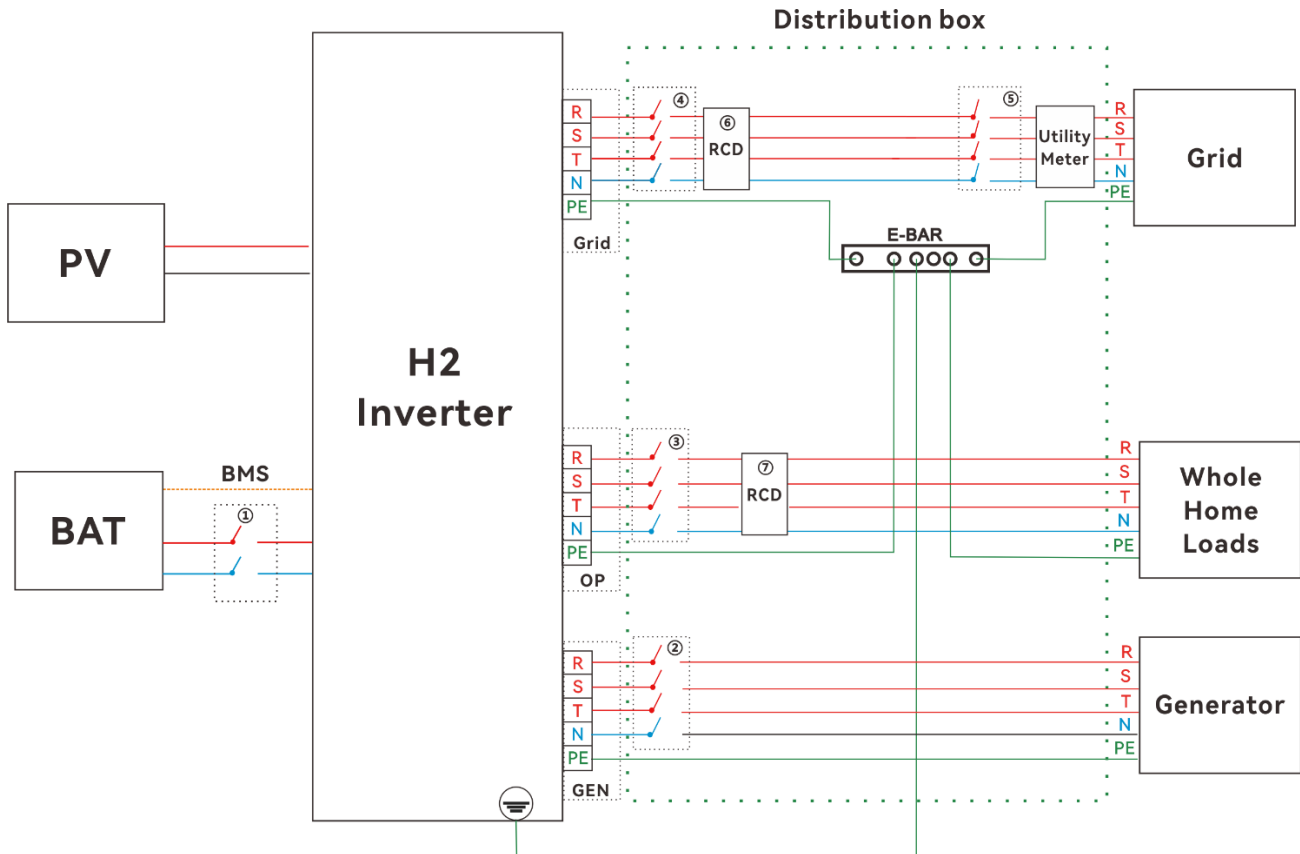 Distribution box
④
⑤
R
S
T
N
PE
Grid
⑥
RCD
Utility
Meter
R
S
T
N
PE
Grid
E-BAR
PV
H2
Inverter
BMS
BAT
①
③
R
S
T
N
PE
OP
⑦
RCD
R
S
T
N
PE
Whole
Home
Loads
②
R
S
T
N
PE
GEN
R
S
T
N
PE
Generator